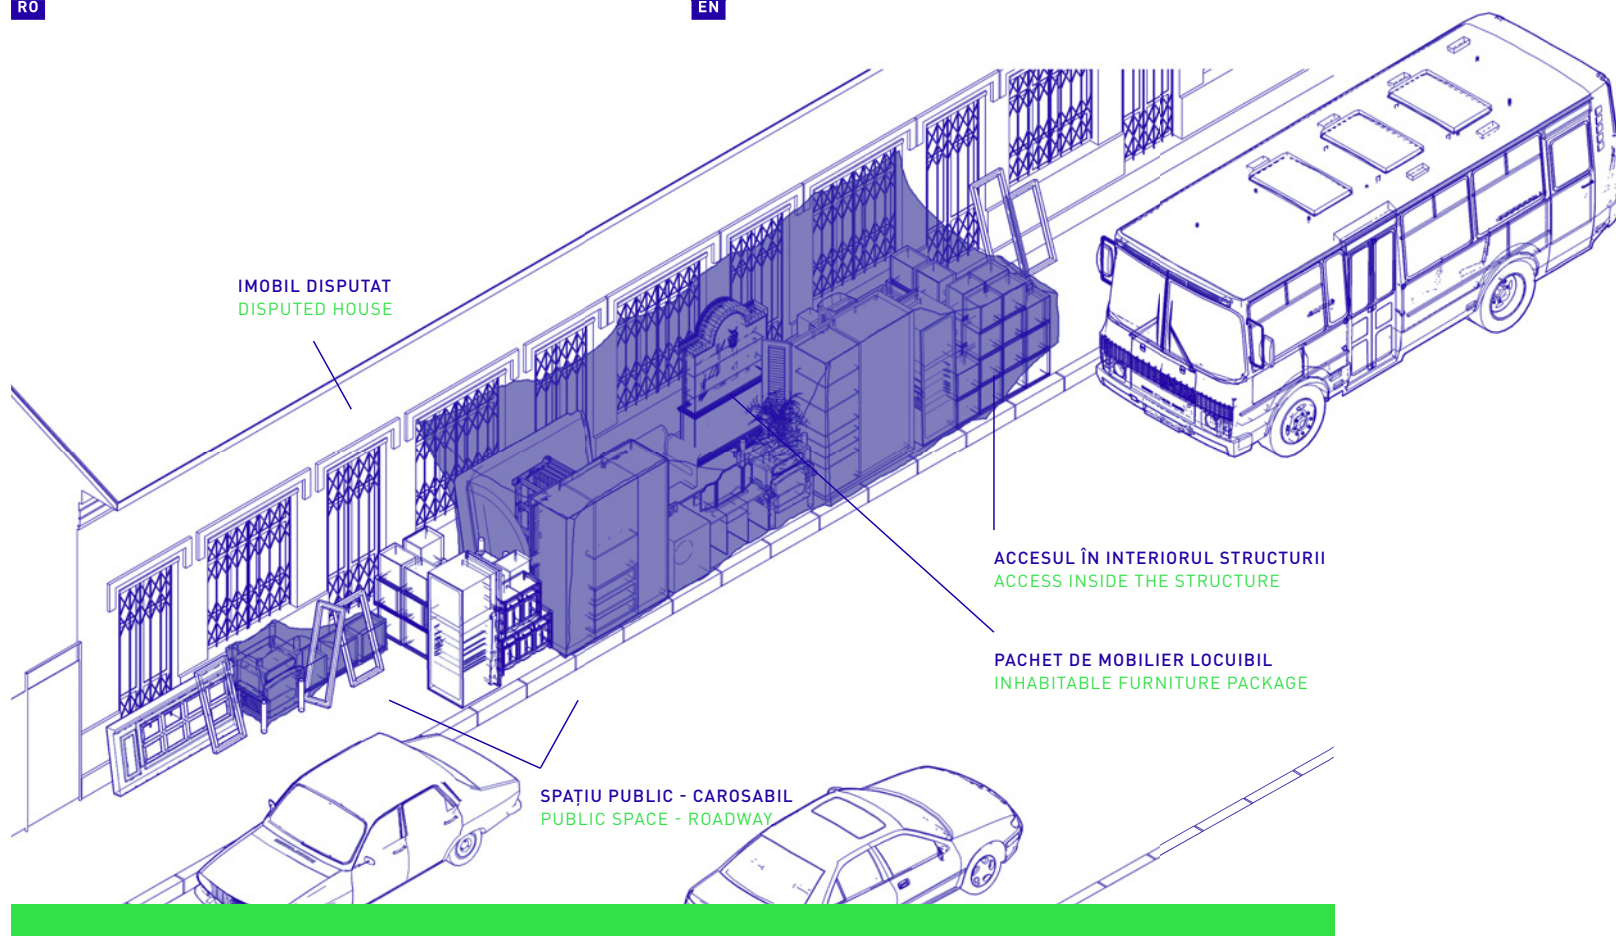 RO
EN
IMOBIL DISPUTAT
DISPUTED HOUSE
ACCESUL ÎN INTERIORUL STRUCTURII
ACCESS INSIDE THE STRUCTURE
PACHET DE MOBILIER LOCUIBIL
INHABITABLE FURNITURE PACKAGE
SPAȚIU PUBLIC - CAROSABIL
PUBLIC SPACE - ROADWAY